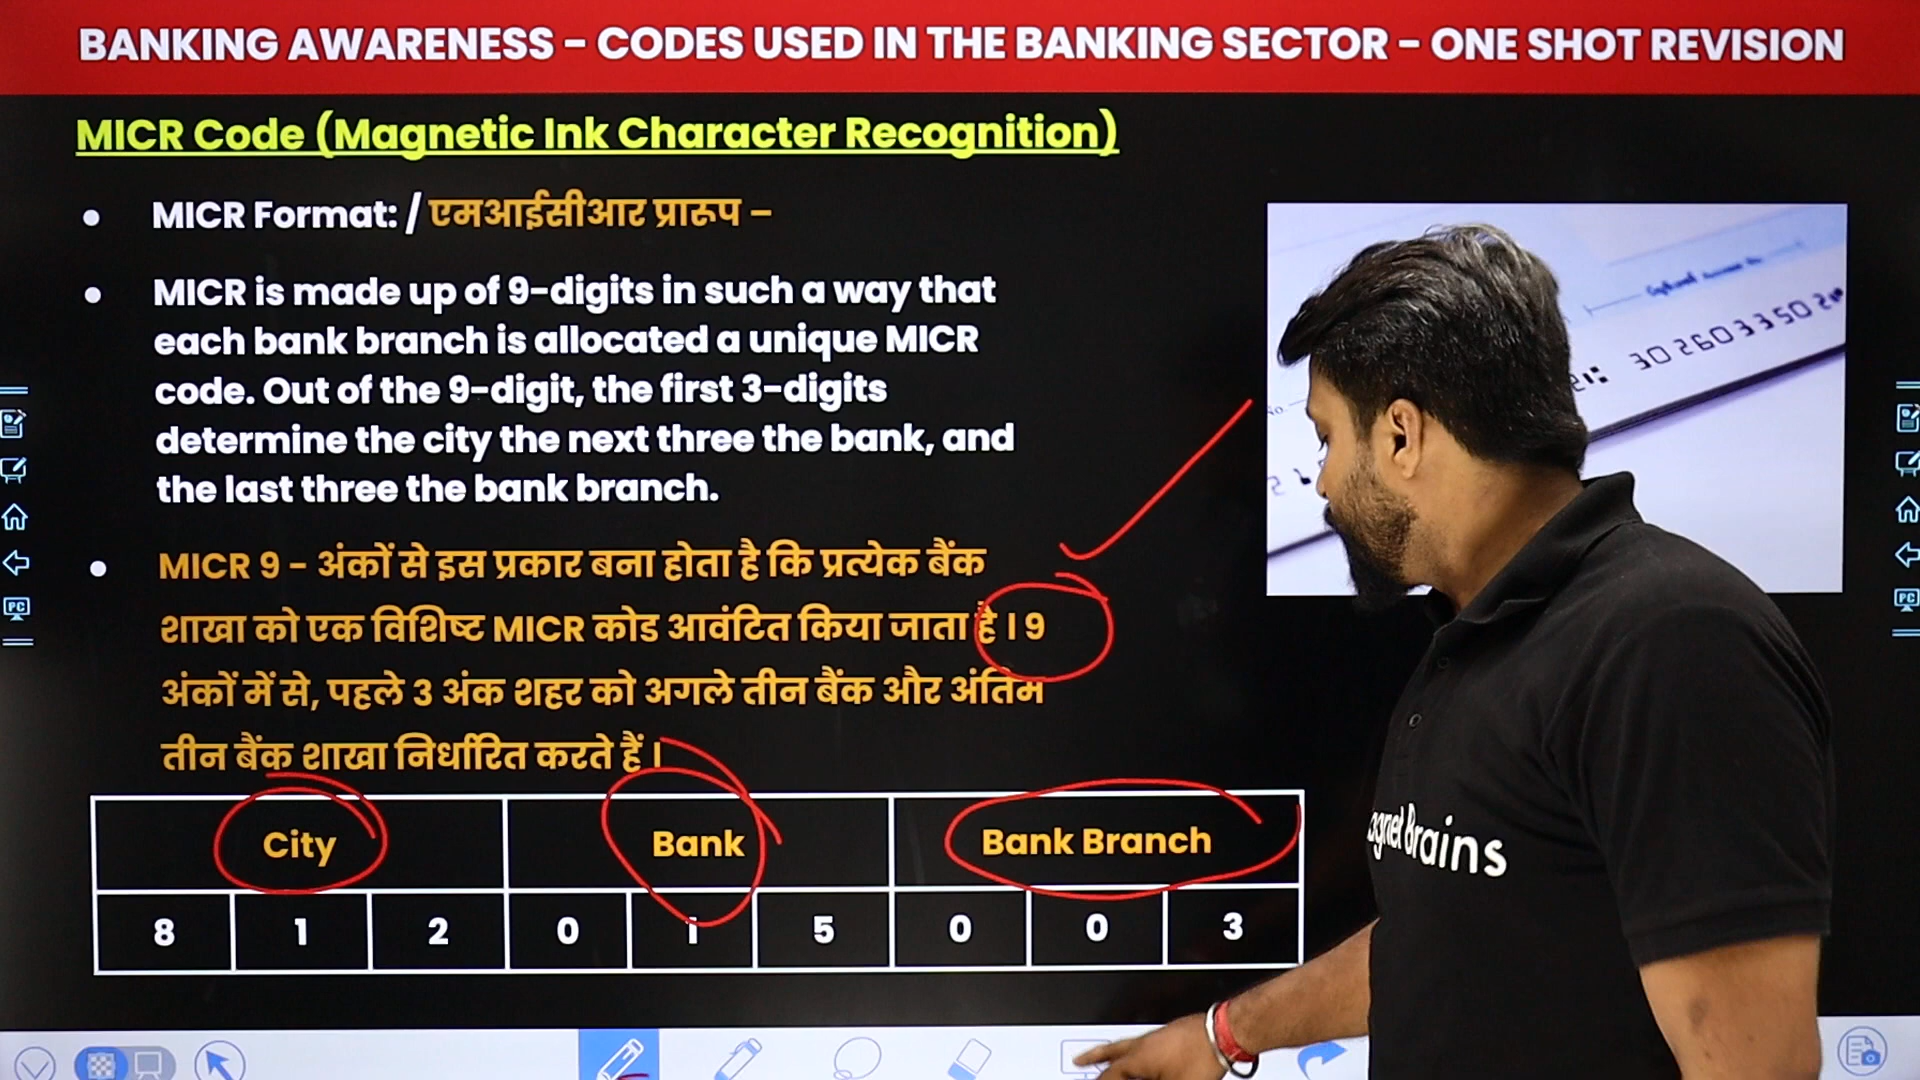 BANKING AWARENESS – CODES USED IN THE BANKING SECTOR – ONE SHOT REVISION
MICR Code (Magnetic Ink Character Recognition)
• MICR Format: / एमआईसीआर प्रारूप –
• MICR is made up of 9-digits in such a way that
each bank branch is allocated a unique MICR
code. Out of the 9-digit, the first 3-digits
determine the city the next three the bank, and
the last three the bank branch.
• MICR 9 - अंकों से इस प्रकार बना होता है कि प्रत्येक बैंक
शाखा को एक विशिष्ट MICR कोड आवंटित किया जाता है । 9
अंकों में से, पहले 3 अंक शहर को अगले तीन बैंक और अंतिम
तीन बैंक शाखा निर्धारित करते हैं ।
City Bank Bank Branch
8 1 2 0 1 5 0 0 3
30260335024
No.
Brains
PC
PC